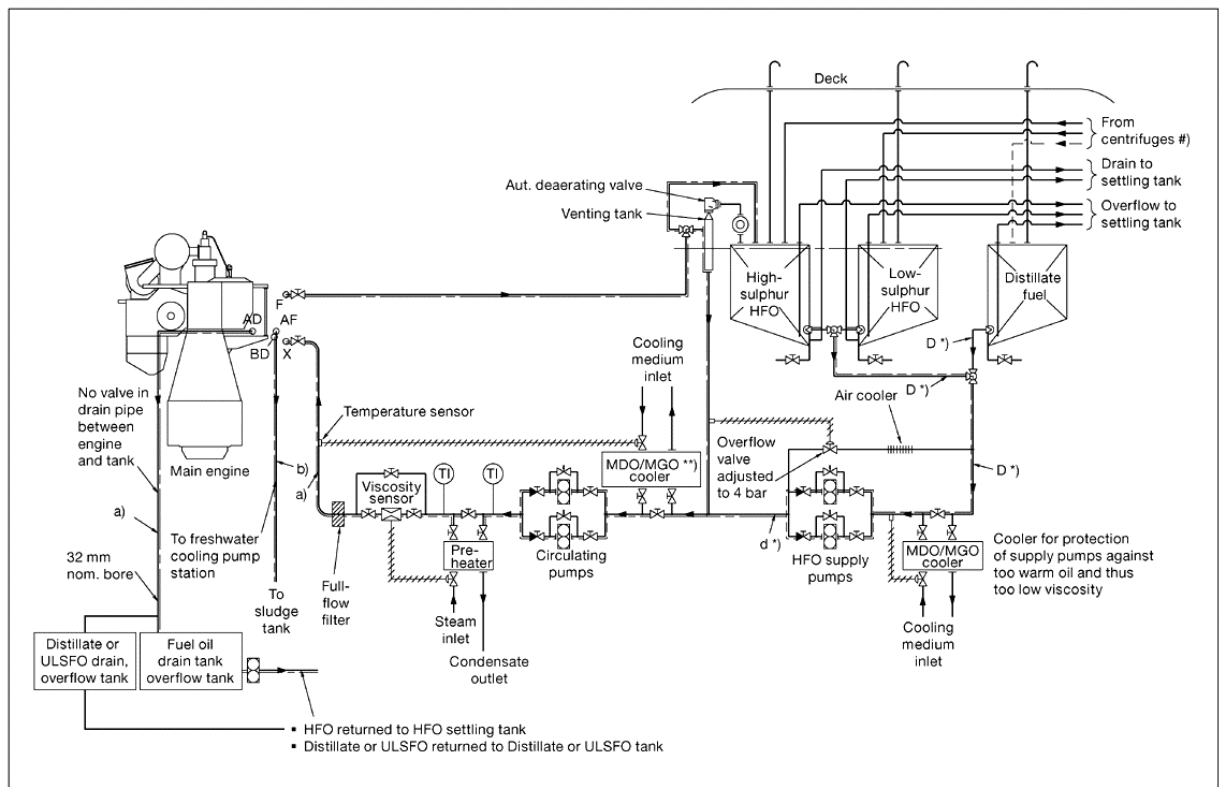 Deck
From
centrifuges #)
Drain to
settling tank
Overflow to
settling tank
Aut. deaerating valve
Venting tank
High-
sulphur
HFO
Low-
sulphur
HFO
Distillate
fuel
F
AD
AF
BD
X
D *)
D *)
Cooling
medium
inlet
Air cooler
No valve in
drain pipe
between
engine
and tank
Main engine
Temperature sensor
Overflow
valve
adjusted
to 4 bar
MDO/MGO **)
cooler
D *)
b)
a)
Viscosity
sensor
TI
TI
a)
To freshwater
cooling pump
station
Pre-
heater
Circulating
pumps
d *)
HFO supply
pumps
MDO/MGO
cooler
Cooler for protection
of supply pumps against
too warm oil and thus
too low viscosity
32 mm
nom. bore
To
sludge
tank
Full-
flow
filter
Steam
inlet
Condensate
outlet
Cooling
medium
inlet
Distillate or
ULSFO drain,
overflow tank
Fuel oil
drain tank
overflow tank
▪ HFO returned to HFO settling tank
▪ Distillate or ULSFO returned to Distillate or ULSFO tank